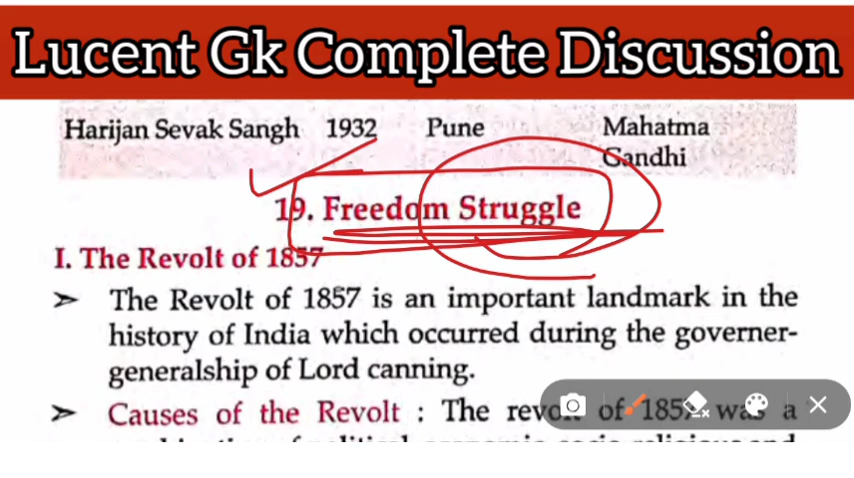 Lucent Gk Complete Discussion
Harijan Sevak Sangh 1932 Pune Mahatma
Gandhi
19. Freedom Struggle
I. The Revolt of 1857
➢ The Revolt of 1857 is an important landmark in the
history of India which occurred during the governer-
generalship of Lord canning.
➢ Causes of the Revolt : The revolt of 1857 was a